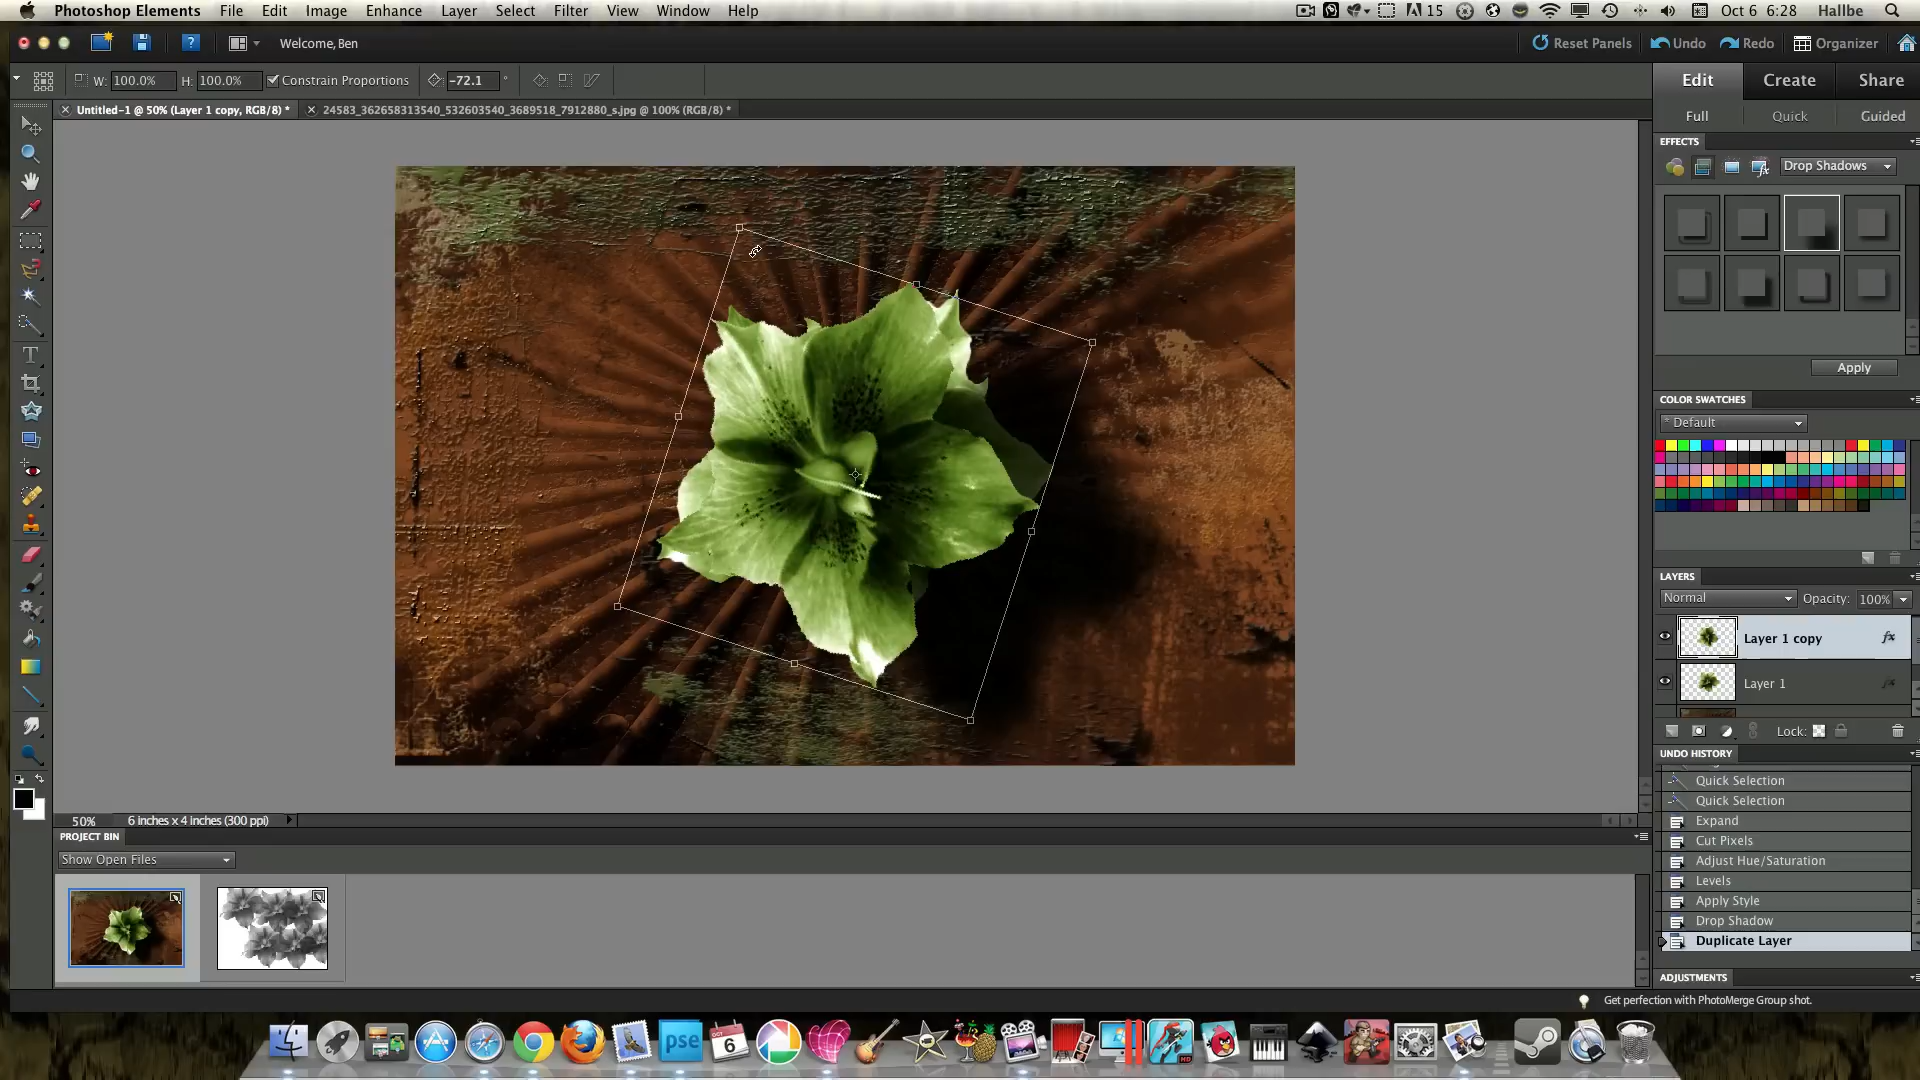 Photoshop Elements File Edit Image Enhance Layer Select Filter View Window Help 15 Oct 6 6:28 Hallbe
Welcome, Ben Reset Panels Undo Redo Organizer
W: 100.0% H: 100.0% Constrain Proportions -72.1 °
Edit Create Share
Untitled-1 @ 50% (Layer 1 copy, RGB/8) * 24583_362658313540_532603540_3689518_7912880_s.jpg @ 100% (RGB/8) *
Full Quick Guided
EFFECTS
Drop Shadows
Apply
COLOR SWATCHES
* Default
LAYERS
Normal Opacity: 100%
Layer 1 copy fx
Layer 1 fx
Lock:
UNDO HISTORY
Quick Selection
Quick Selection
Expand
Cut Pixels
Adjust Hue/Saturation
Levels
Apply Style
Drop Shadow
Duplicate Layer
ADJUSTMENTS
50% 6 inches x 4 inches (300 ppi)
PROJECT BIN
Show Open Files
Get perfection with PhotoMerge Group shot.
pse
OCT
6
HD